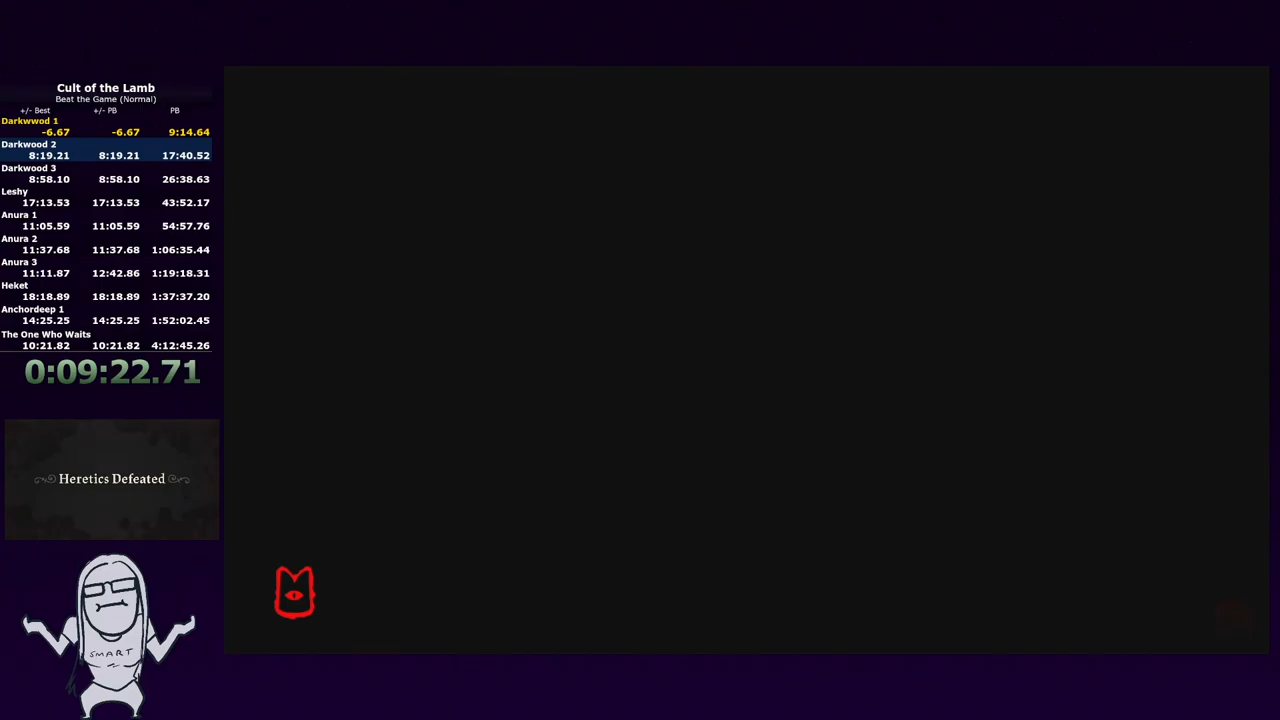 Cult of the Lamb
Beat the Game (Normal)
+/- Best +/- PB PB
Darkwwod 1
-6.67 -6.67 9:14.64
Darkwood 2
8:19.21 8:19.21 17:40.52
Darkwood 3
8:58.10 8:58.10 26:38.63
Leshy
17:13.53 17:13.53 43:52.17
Anura 1
11:05.59 11:05.59 54:57.76
Anura 2
11:37.68 11:37.68 1:06:35.44
Anura 3
11:11.87 12:42.86 1:19:18.31
Heket
18:18.89 18:18.89 1:37:37.20
Anchordeep 1
14:25.25 14:25.25 1:52:02.45
The One Who Waits
10:21.82 10:21.82 4:12:45.26
0:09:22.71
Heretics Defeated
SMART